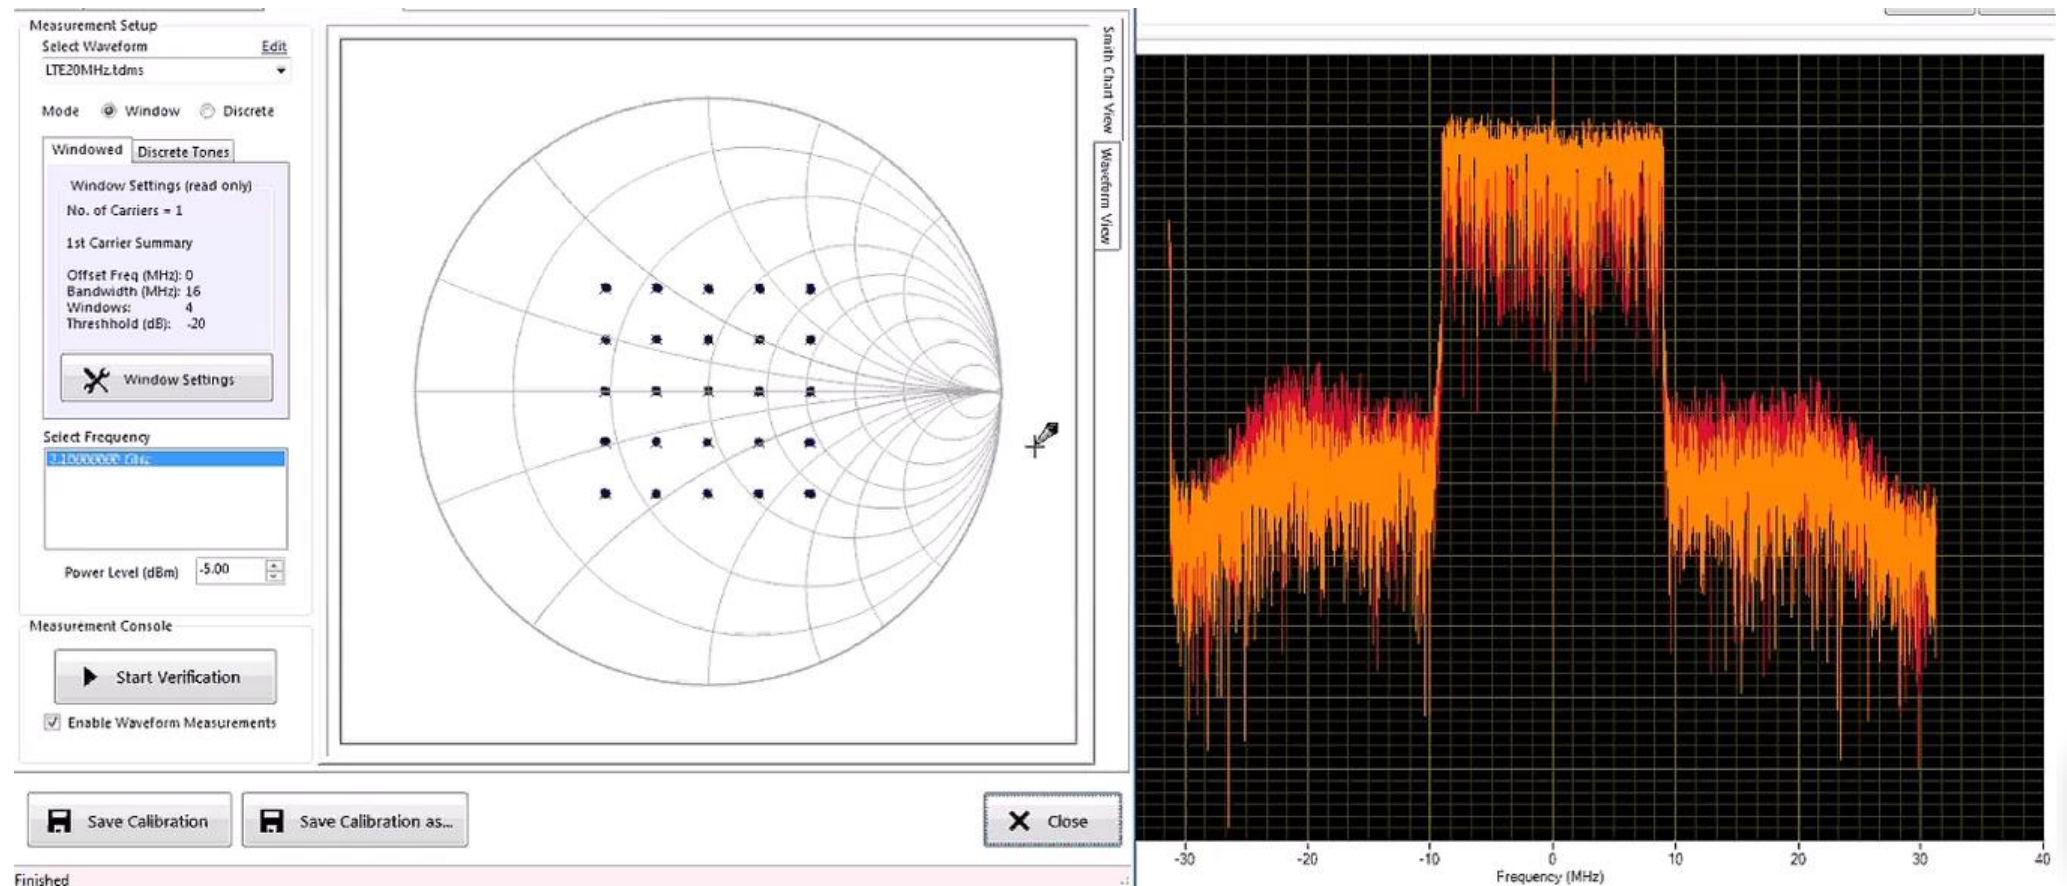 Measurement Setup
Select Waveform Edit
LTE20MHz.tdms
Mode Window Discrete
Windowed Discrete Tones
Window Settings (read only)
No. of Carriers = 1
1st Carrier Summary
Offset Freq (MHz): 0
Bandwidth (MHz): 16
Windows: 4
Threshhold (dB): -20
Window Settings
Select Frequency
2.10000000 GHz
Power Level (dBm) -5.00
Measurement Console
Start Verification
Enable Waveform Measurements
Smith Chart View
Waveform View
Save Calibration
Save Calibration as...
Close
Finished
-30 -20 -10 0 10 20 30 40
Frequency (MHz)